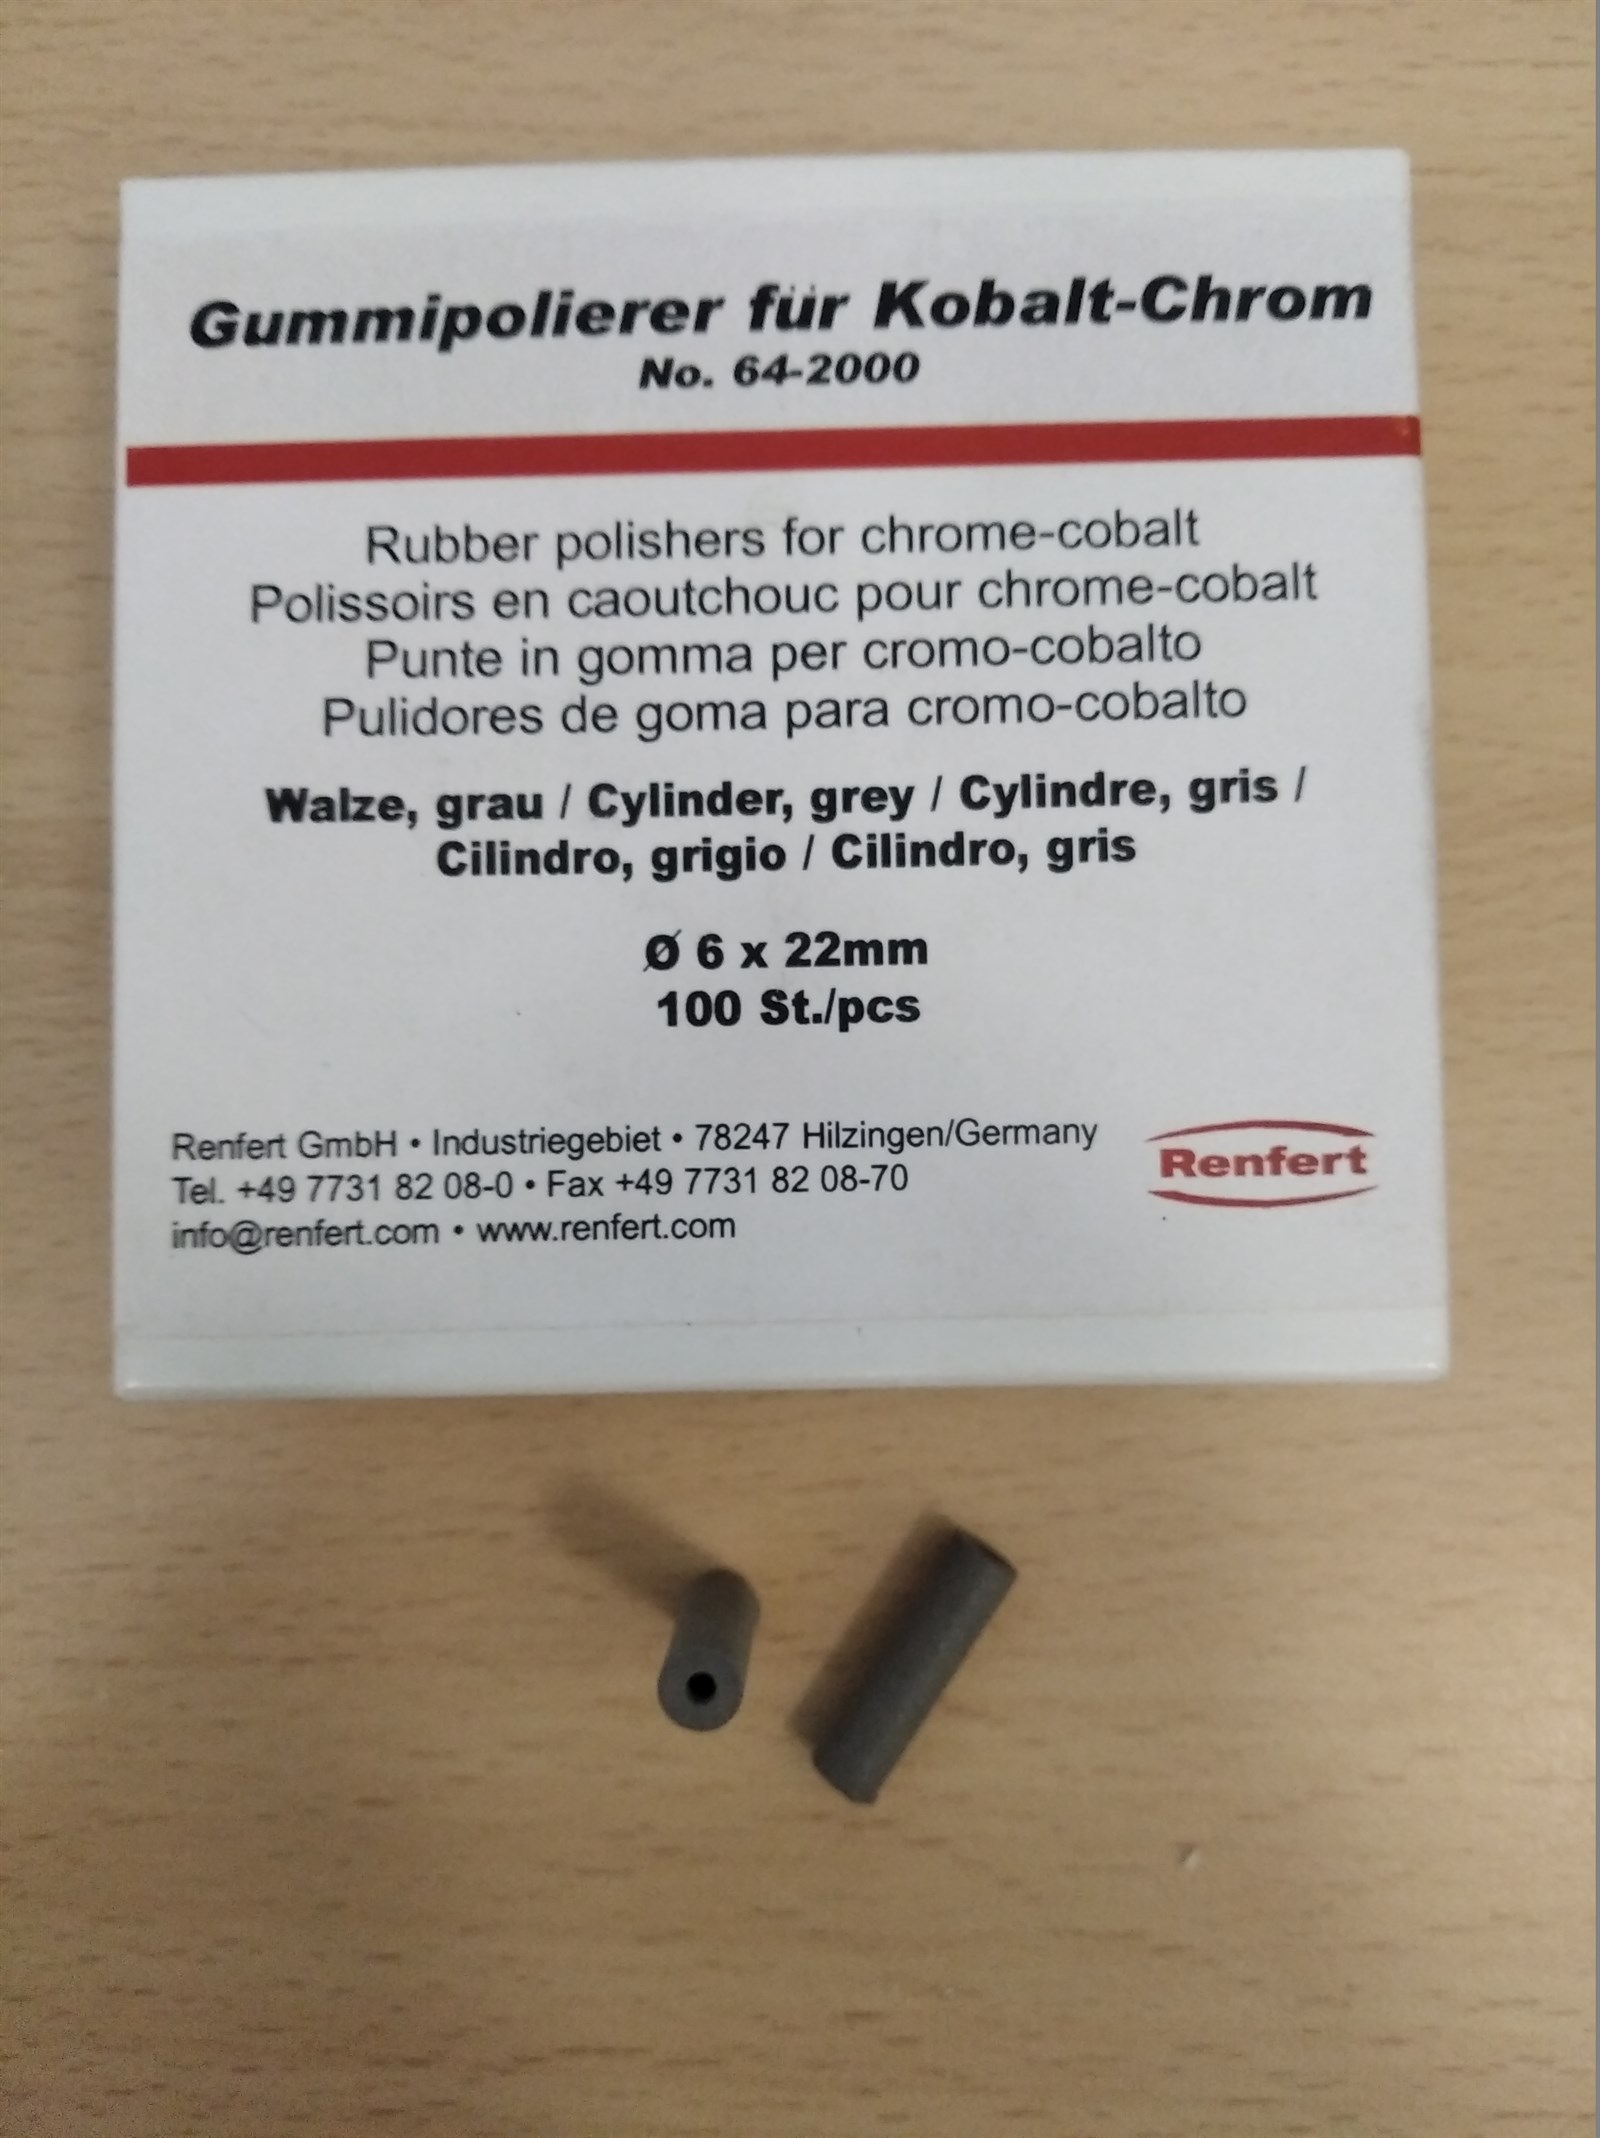 Gummipolierer für Kobalt-Chrom
No. 64-2000
Rubber polishers for chrome-cobalt
Polissoirs en caoutchouc pour chrome-cobalt
Punte in gomma per cromo-cobalto
Pulidores de goma para cromo-cobalto
Walze, grau / Cylinder, grey / Cylindre, gris /
Cilindro, grigio / Cilindro, gris
Ø 6 x 22mm
100 St./pcs
Renfert GmbH • Industriegebiet • 78247 Hilzingen/Germany
Tel. +49 7731 82 08-0 • Fax +49 7731 82 08-70
info@renfert.com • www.renfert.com
Renfert